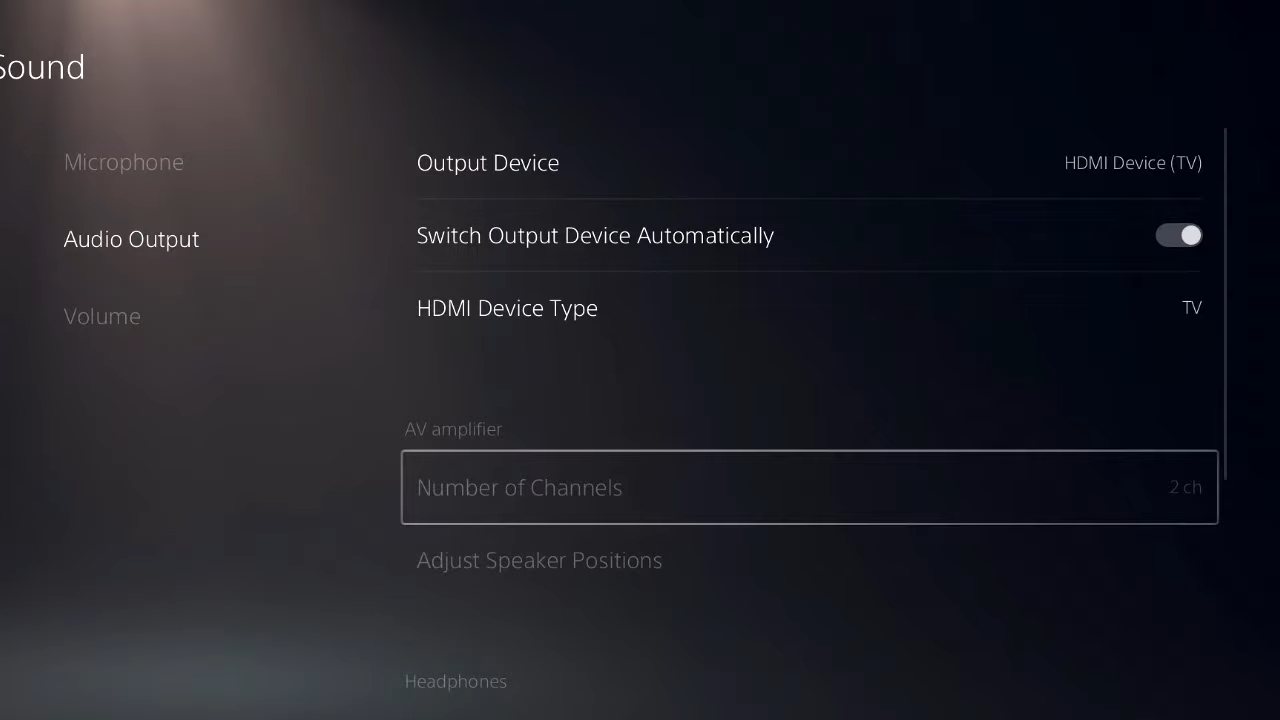 Sound
Microphone
Audio Output
Volume
Output Device
HDMI Device (TV)
Switch Output Device Automatically
HDMI Device Type
TV
AV amplifier
Number of Channels
2 ch
Adjust Speaker Positions
Headphones